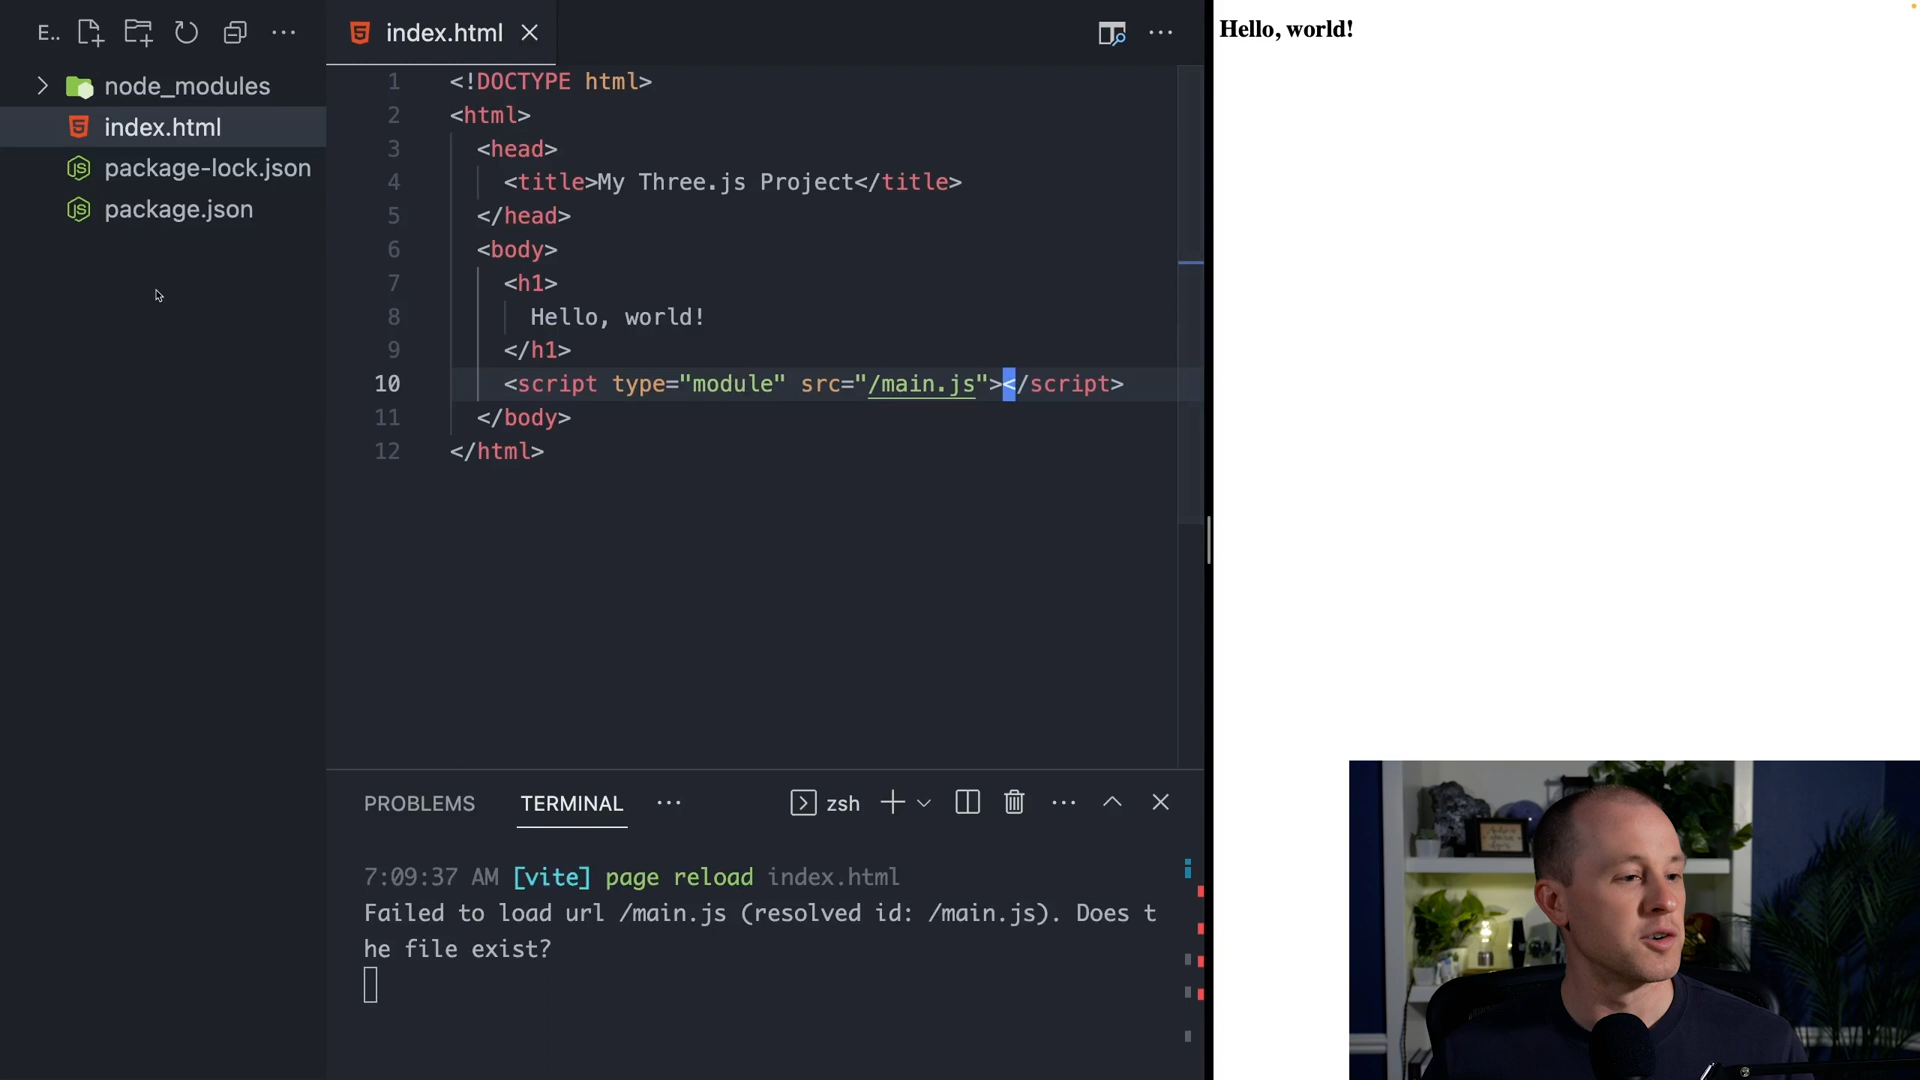 E..
node_modules
index.html
package-lock.json
package.json
index.html
1 <!DOCTYPE html>
2 <html>
3 <head>
4 <title>My Three.js Project</title>
5 </head>
6 <body>
7 <h1>
8 Hello, world!
9 </h1>
10 <script type="module" src="/main.js"></script>
11 </body>
12 </html>
PROBLEMS TERMINAL zsh
7:09:37 AM [vite] page reload index.html
Failed to load url /main.js (resolved id: /main.js). Does t
he file exist?
Hello, world!